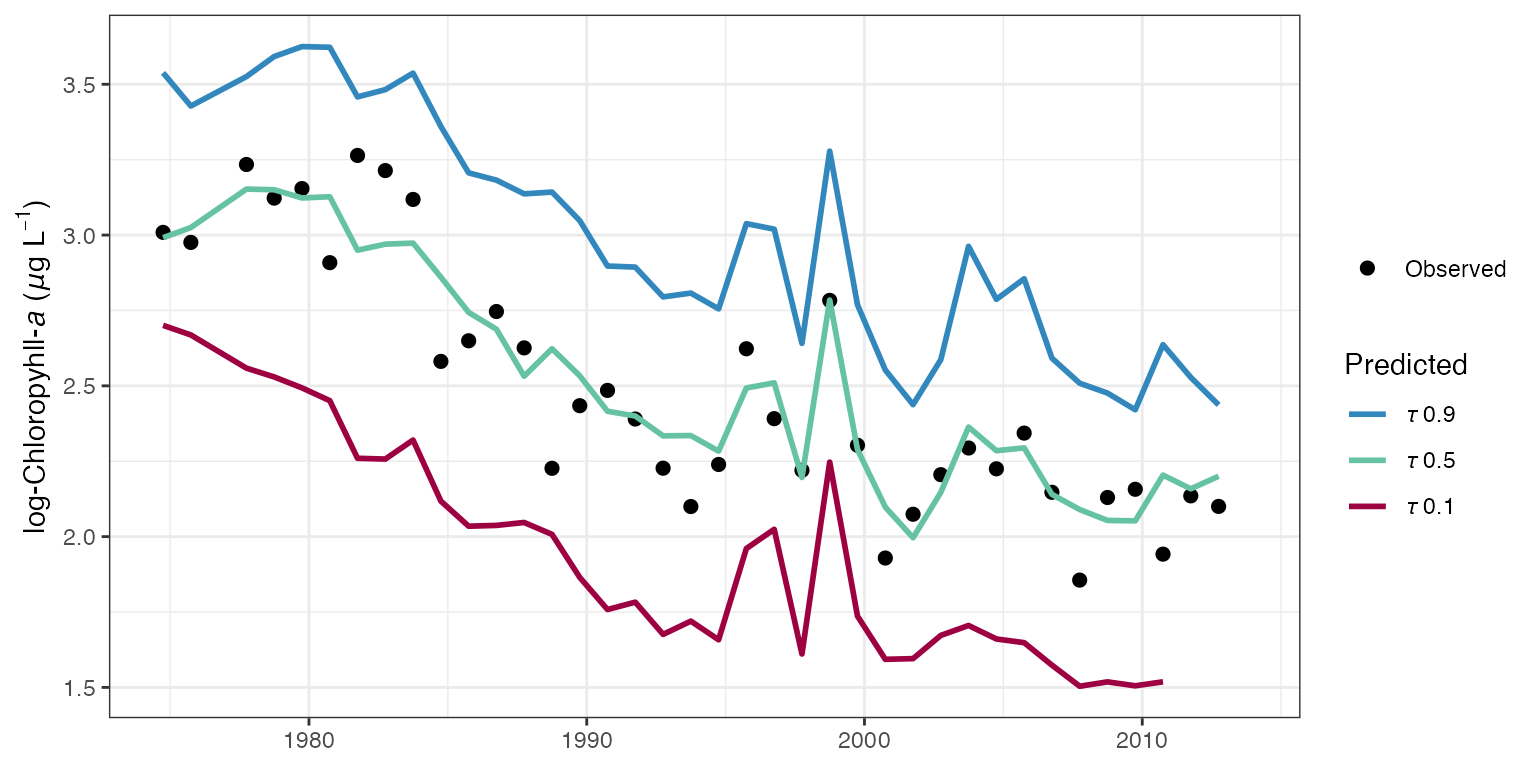 log-Chloropyhll-a (μg L⁻¹)
3.5
3.0
2.5
2.0
1.5
1980
1990
2000
2010
Observed
Predicted
τ 0.9
τ 0.5
τ 0.1